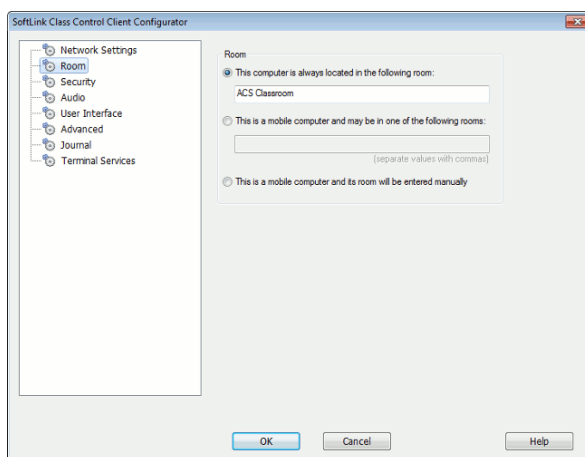 SoftLink Class Control Client Configurator
Network Settings
Room
Security
Audio
User Interface
Advanced
Journal
Terminal Services
Room
This computer is always located in the following room:
ACS Classroom
This is a mobile computer and may be in one of the following rooms:
(separate values with commas)
This is a mobile computer and its room will be entered manually
OK
Cancel
Help